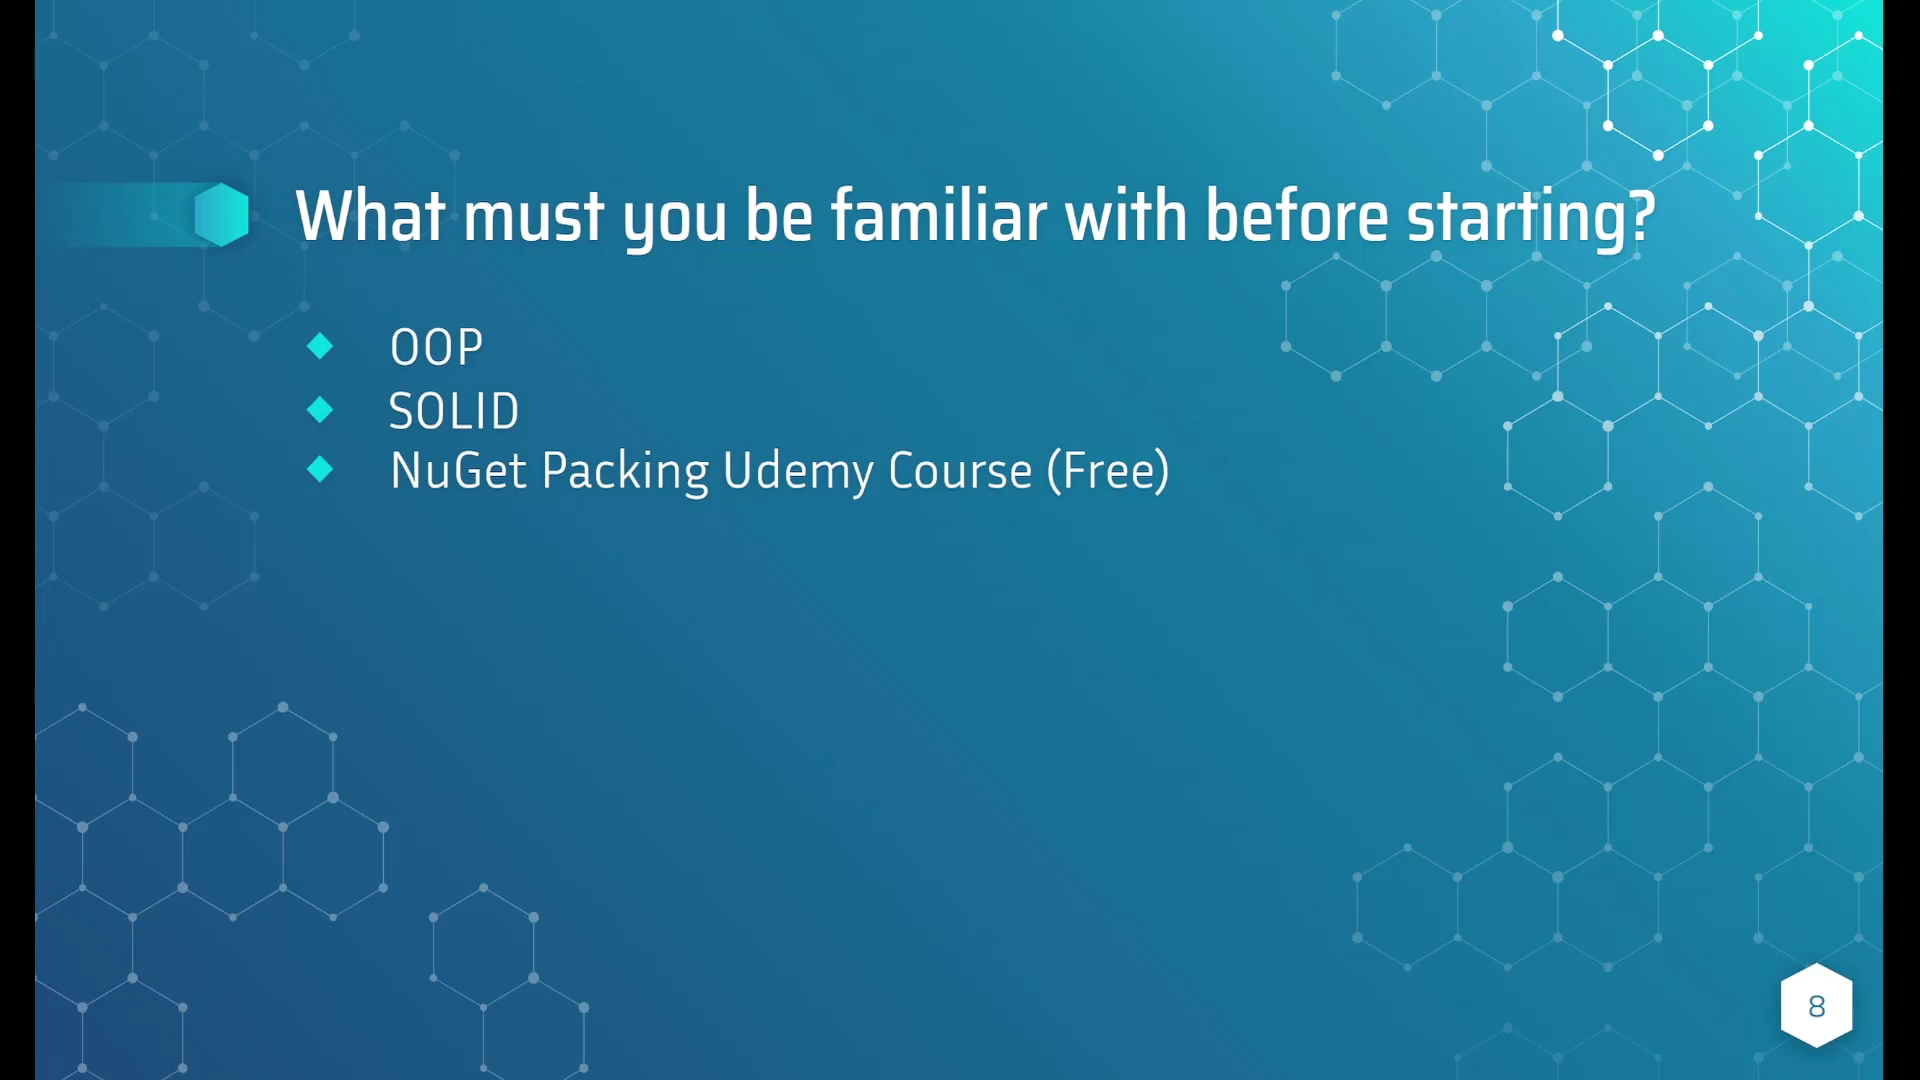 What must you be familiar with before starting?
OOP
SOLID
NuGet Packing Udemy Course (Free)
8